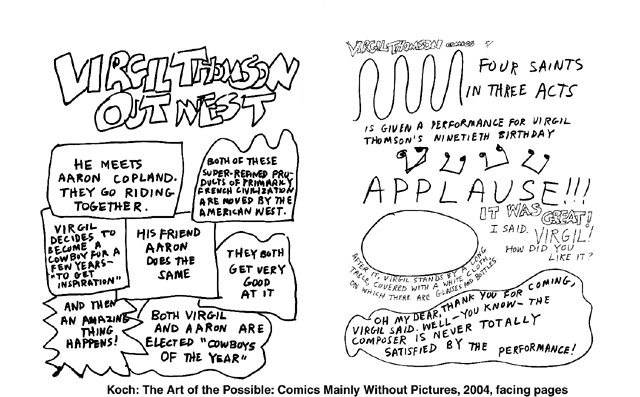 VIRGIL THOMSON
OUT WEST
HE MEETS
AARON COPLAND.
THEY GO RIDING
TOGETHER.
BOTH OF THESE
SUPER-REFINED PRO-
DUCTS OF PRIMARILY
FRENCH CIVILIZATION
ARE MOVED BY THE
AMERICAN WEST.
VIRGIL
DECIDES TO
BECOME A
COWBOY FOR A
FEW YEARS-
"TO GET
INSPIRATION"
HIS FRIEND
AARON
DOES THE
SAME
THEY BOTH
GET VERY
GOOD
AT IT
AND THEN
AN AMAZING
THING
HAPPENS!
BOTH VIRGIL
AND AARON ARE
ELECTED "COWBOYS
OF THE YEAR"
VIRGIL THOMSON COMICS
FOUR SAINTS
IN THREE ACTS
IS GIVEN A PERFORMANCE FOR VIRGIL
THOMSON'S NINETIETH BIRTHDAY
APPLAUSE!!!
IT WAS GREAT!
I SAID. VIRGIL!
HOW DID YOU
LIKE IT?
AFTER IT, VIRGIL STANDS BY A LONG
TABLE, COVERED WITH A WHITE CLOTH,
ON WHICH THERE ARE GLASSES AND BOTTLES
OH MY DEAR, THANK YOU FOR COMING,
VIRGIL SAID. WELL-YOU KNOW-THE
COMPOSER IS NEVER TOTALLY
SATISFIED BY THE PERFORMANCE!
Koch: The Art of the Possible: Comics Mainly Without Pictures, 2004, facing pages